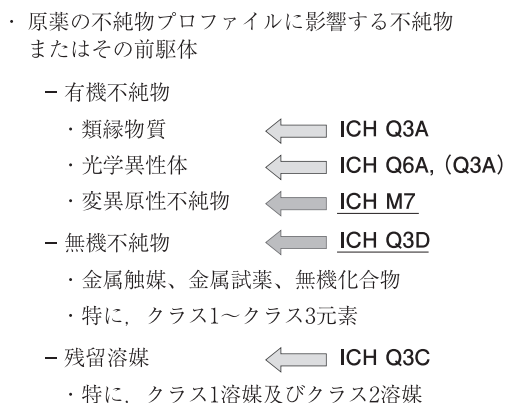 ・原薬の不純物プロファイルに影響する不純物
またはその前駆体
－有機不純物
・類縁物質 ICH Q3A
・光学異性体 ICH Q6A, (Q3A)
・変異原性不純物 ICH M7
－無機不純物 ICH Q3D
・金属触媒、金属試薬、無機化合物
・特に，クラス1～クラス3元素
－残留溶媒 ICH Q3C
・特に，クラス1溶媒及びクラス2溶媒